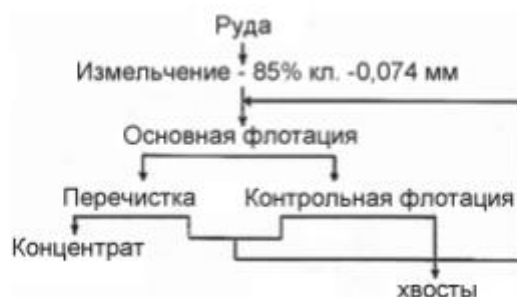 Руда
Измельчение - 85% кл. -0,074 мм
Основная флотация
Перечистка Контрольная флотация
Концентрат
хвосты